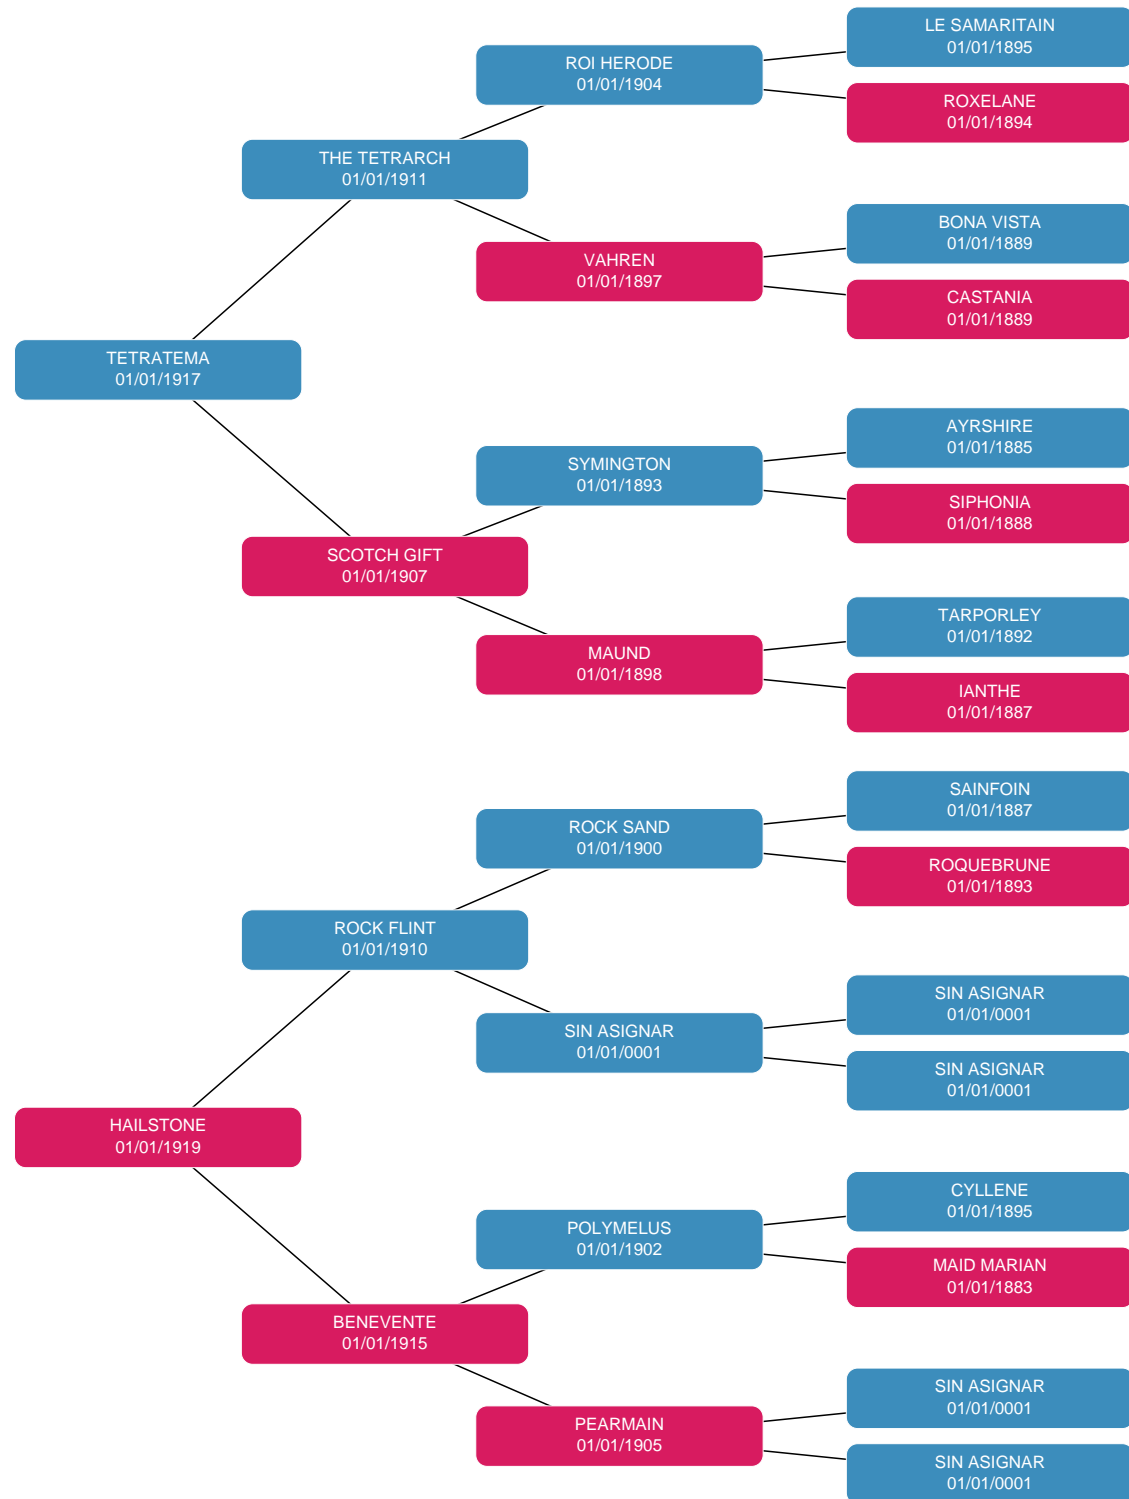 LE SAMARITAIN
01/01/1895
ROI HERODE
01/01/1904
ROXELANE
01/01/1894
THE TETRARCH
01/01/1911
BONA VISTA
01/01/1889
VAHREN
01/01/1897
CASTANIA
01/01/1889
TETRATEMA
01/01/1917
AYRSHIRE
01/01/1885
SYMINGTON
01/01/1893
SIPHONIA
01/01/1888
SCOTCH GIFT
01/01/1907
TARPORLEY
01/01/1892
MAUND
01/01/1898
IANTHE
01/01/1887
SAINFOIN
01/01/1887
ROCK SAND
01/01/1900
ROQUEBRUNE
01/01/1893
ROCK FLINT
01/01/1910
SIN ASIGNAR
01/01/0001
SIN ASIGNAR
01/01/0001
SIN ASIGNAR
01/01/0001
HAILSTONE
01/01/1919
CYLLENE
01/01/1895
POLYMELUS
01/01/1902
MAID MARIAN
01/01/1883
BENEVENTE
01/01/1915
SIN ASIGNAR
01/01/0001
PEARMAIN
01/01/1905
SIN ASIGNAR
01/01/0001